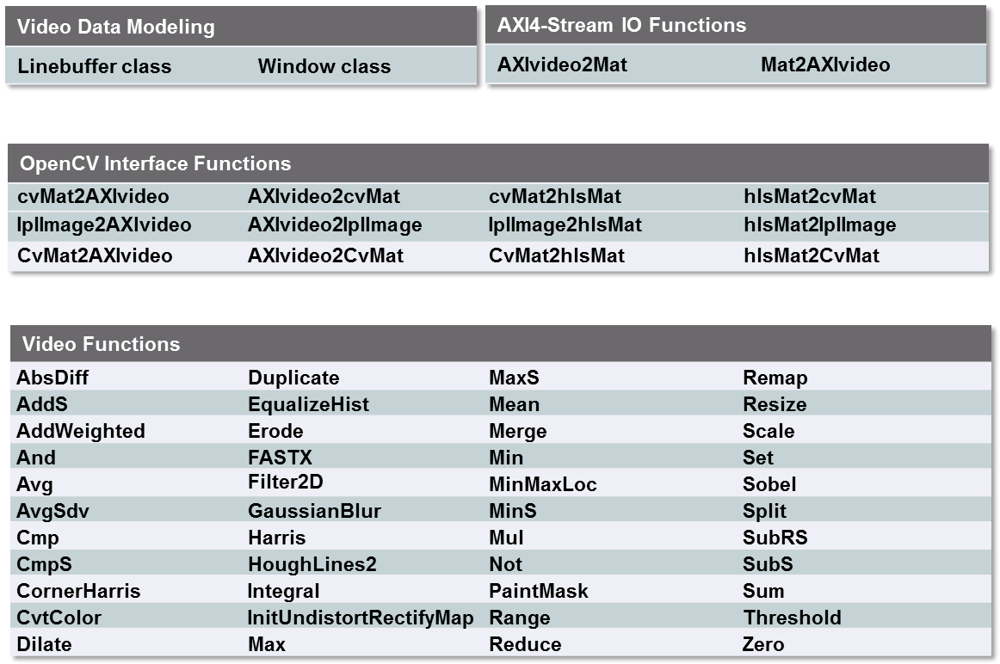 Video Data Modeling
Linebuffer class Window class
AXI4-Stream IO Functions
AXIvideo2Mat Mat2AXIvideo
OpenCV Interface Functions
cvMat2AXIvideo AXIvideo2cvMat cvMat2hlsMat hlsMat2cvMat
IplImage2AXIvideo AXIvideo2IplImage IplImage2hlsMat hlsMat2IplImage
CvMat2AXIvideo AXIvideo2CvMat CvMat2hlsMat hlsMat2CvMat
Video Functions
AbsDiff Duplicate MaxS Remap
AddS EqualizeHist Mean Resize
AddWeighted Erode Merge Scale
And FASTX Min Set
Avg Filter2D MinMaxLoc Sobel
AvgSdv GaussianBlur MinS Split
Cmp Harris Mul SubRS
CmpS HoughLines2 Not SubS
CornerHarris Integral PaintMask Sum
CvtColor InitUndistortRectifyMap Range Threshold
Dilate Max Reduce Zero